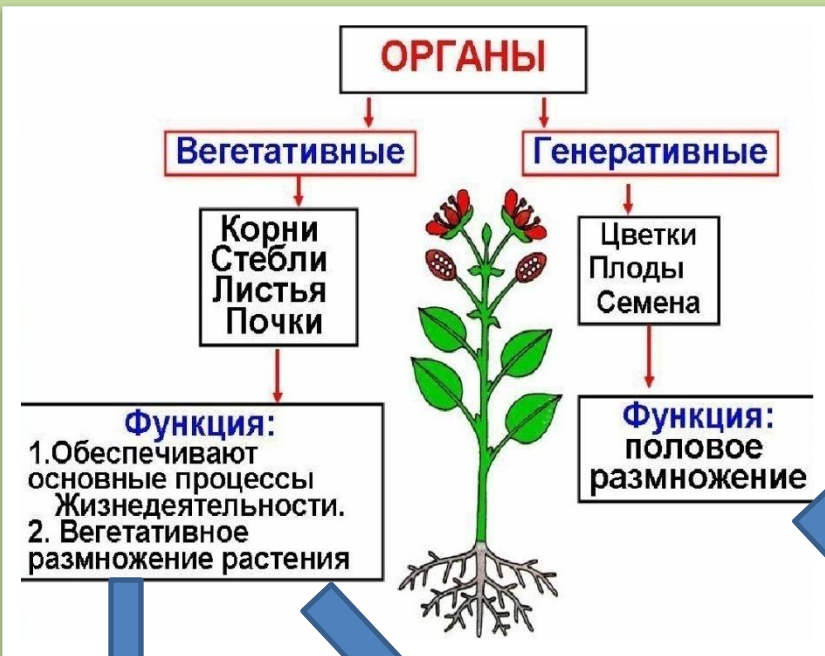 ОРГАНЫ
Вегетативные
Генеративные
Корни
Стебли
Листья
Почки
Цветки
Плоды
Семена
Функция:
1.Обеспечивают
основные процессы
Жизнедеятельности.
2. Вегетативное
размножение растения
Функция:
половое
размножение